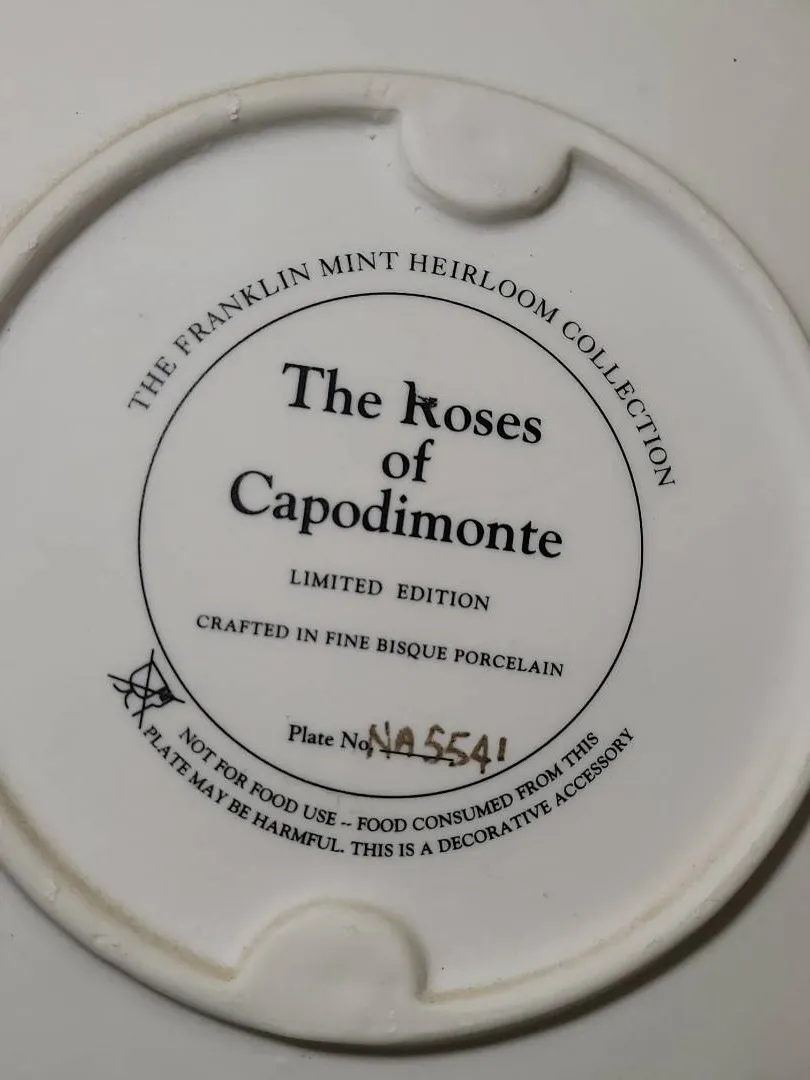 THE FRANKLIN MINT HEIRLOOM COLLECTION
The Roses
of
Capodimonte
LIMITED EDITION
CRAFTED IN FINE BISQUE PORCELAIN
Plate No. NA5541
NOT FOR FOOD USE -- FOOD CONSUMED FROM THIS
PLATE MAY BE HARMFUL. THIS IS A DECORATIVE ACCESSORY